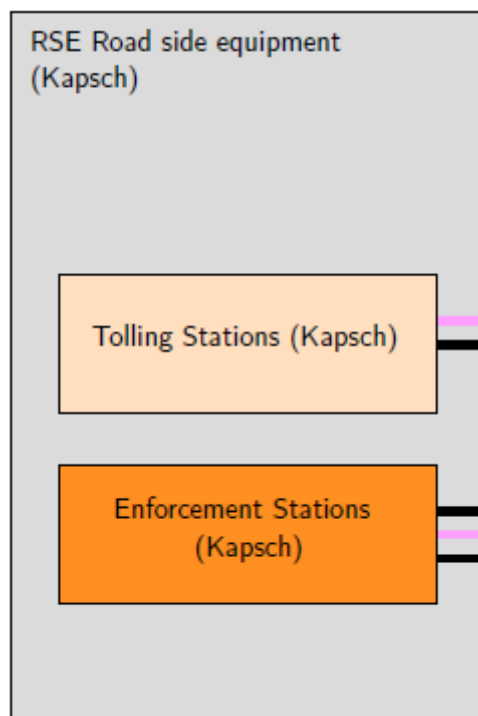 RSE Road side equipment
(Kapsch)
Tolling Stations (Kapsch)
Enforcement Stations
(Kapsch)